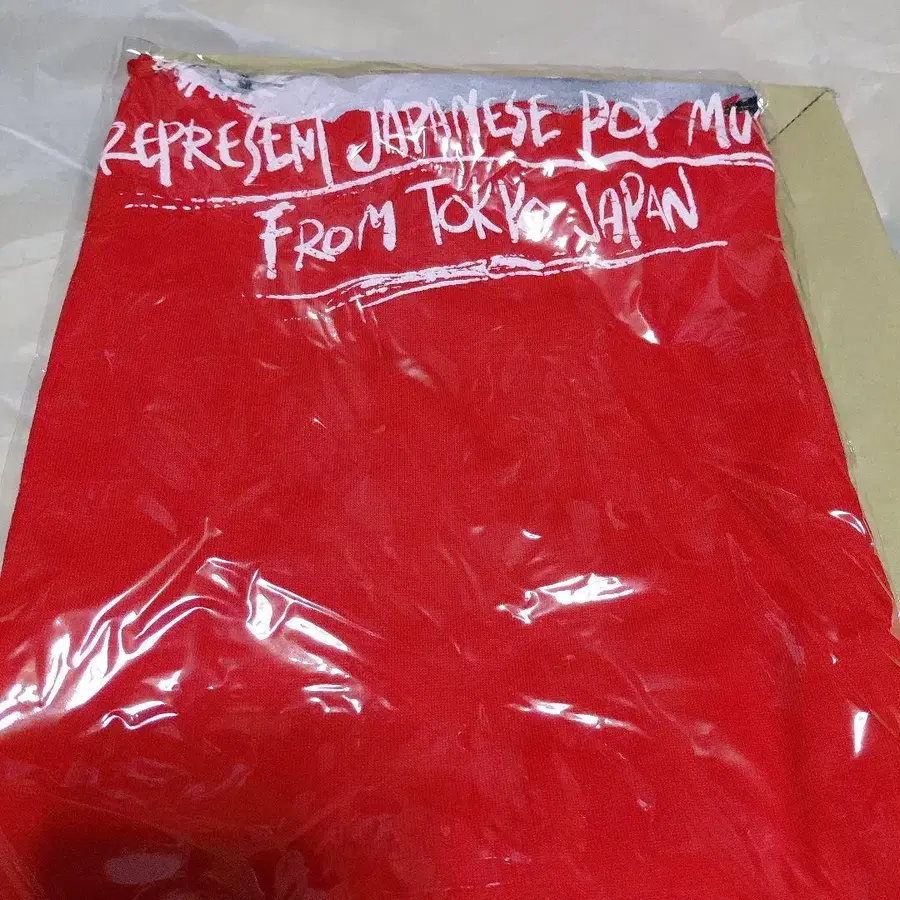 REPRESENT JAPANESE POP MU
FROM TOKYO JAPAN